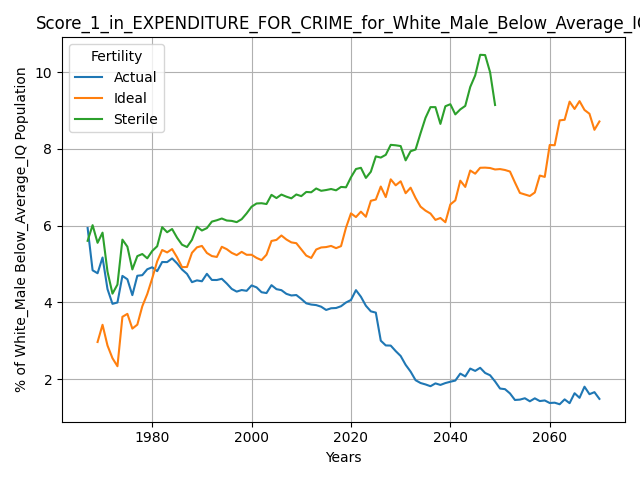 Score_1_in_EXPENDITURE_FOR_CRIME_for_White_Male_Below_Average_IQ
Fertility
Actual
Ideal
Sterile
% of White_Male Below_Average_IQ Population
10
8
6
4
2
1980 2000 2020 2040 2060
Years